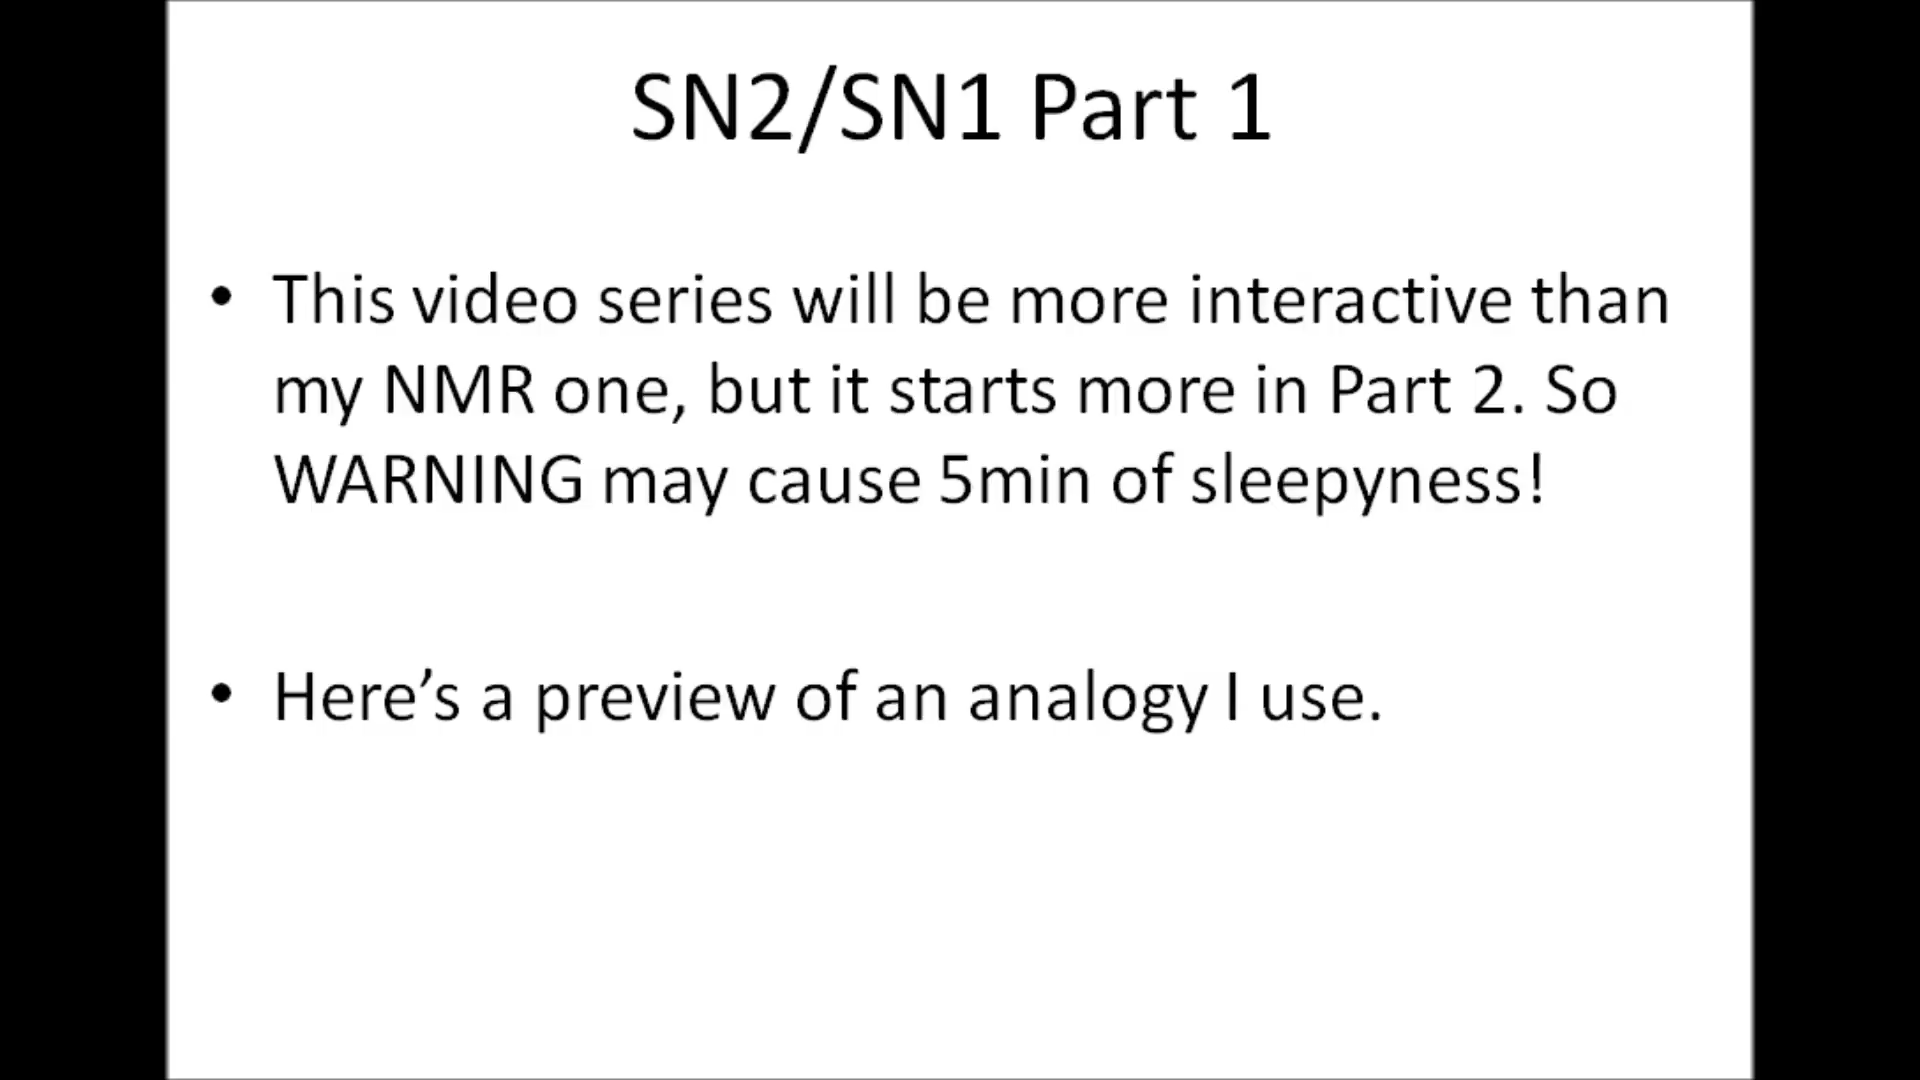 SN2/SN1 Part 1
• This video series will be more interactive than
my NMR one, but it starts more in Part 2. So
WARNING may cause 5min of sleepyness!
• Here’s a preview of an analogy I use.